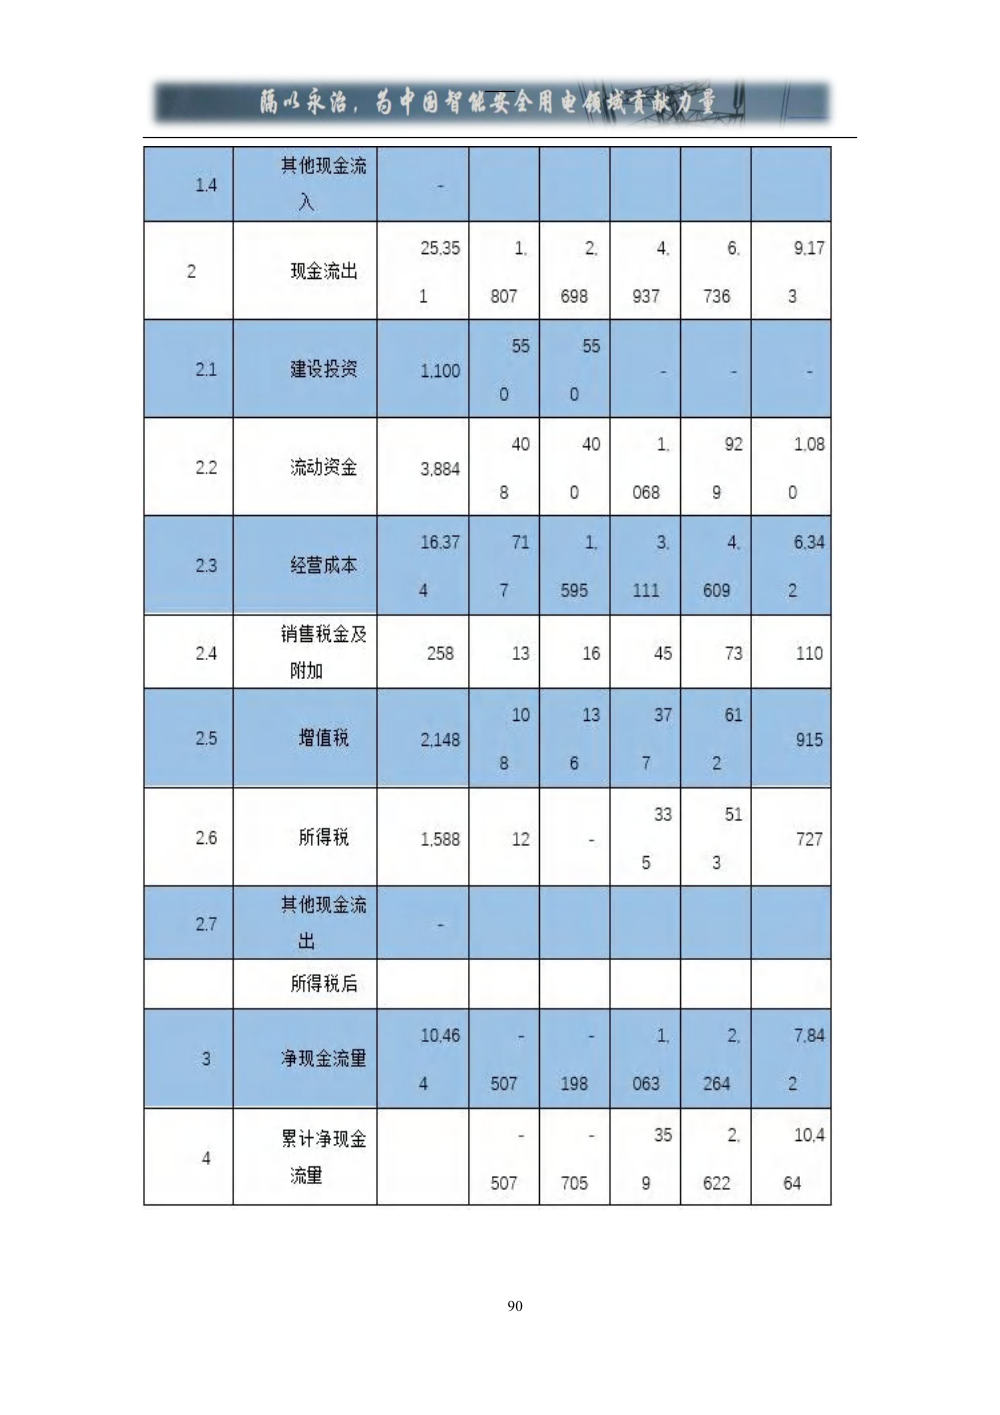 隔以永治，为中国智能安全用电领域贡献力量
1.4 其他现金流 -
入
25,35 1, 2, 4, 6, 9,17
2 现金流出
1 807 698 937 736 3
55 55
2.1 建设投资 1,100 - - -
0 0
40 40 1, 92 1,08
2.2 流动资金 3,884
8 0 068 9 0
16,37 71 1, 3, 4, 6,34
2.3 经营成本
4 7 595 111 609 2
销售税金及
2.4 258 13 16 45 73 110
附加
10 13 37 61
2.5 增值税 2,148 915
8 6 7 2
33 51
2.6 所得税 1,588 12 - 727
5 3
其他现金流
2.7 -
出
所得税后
10,46 - - 1, 2, 7,84
3 净现金流量
4 507 198 063 264 2
累计净现金 - - 35 2, 10,4
4
流量 507 705 9 622 64
90